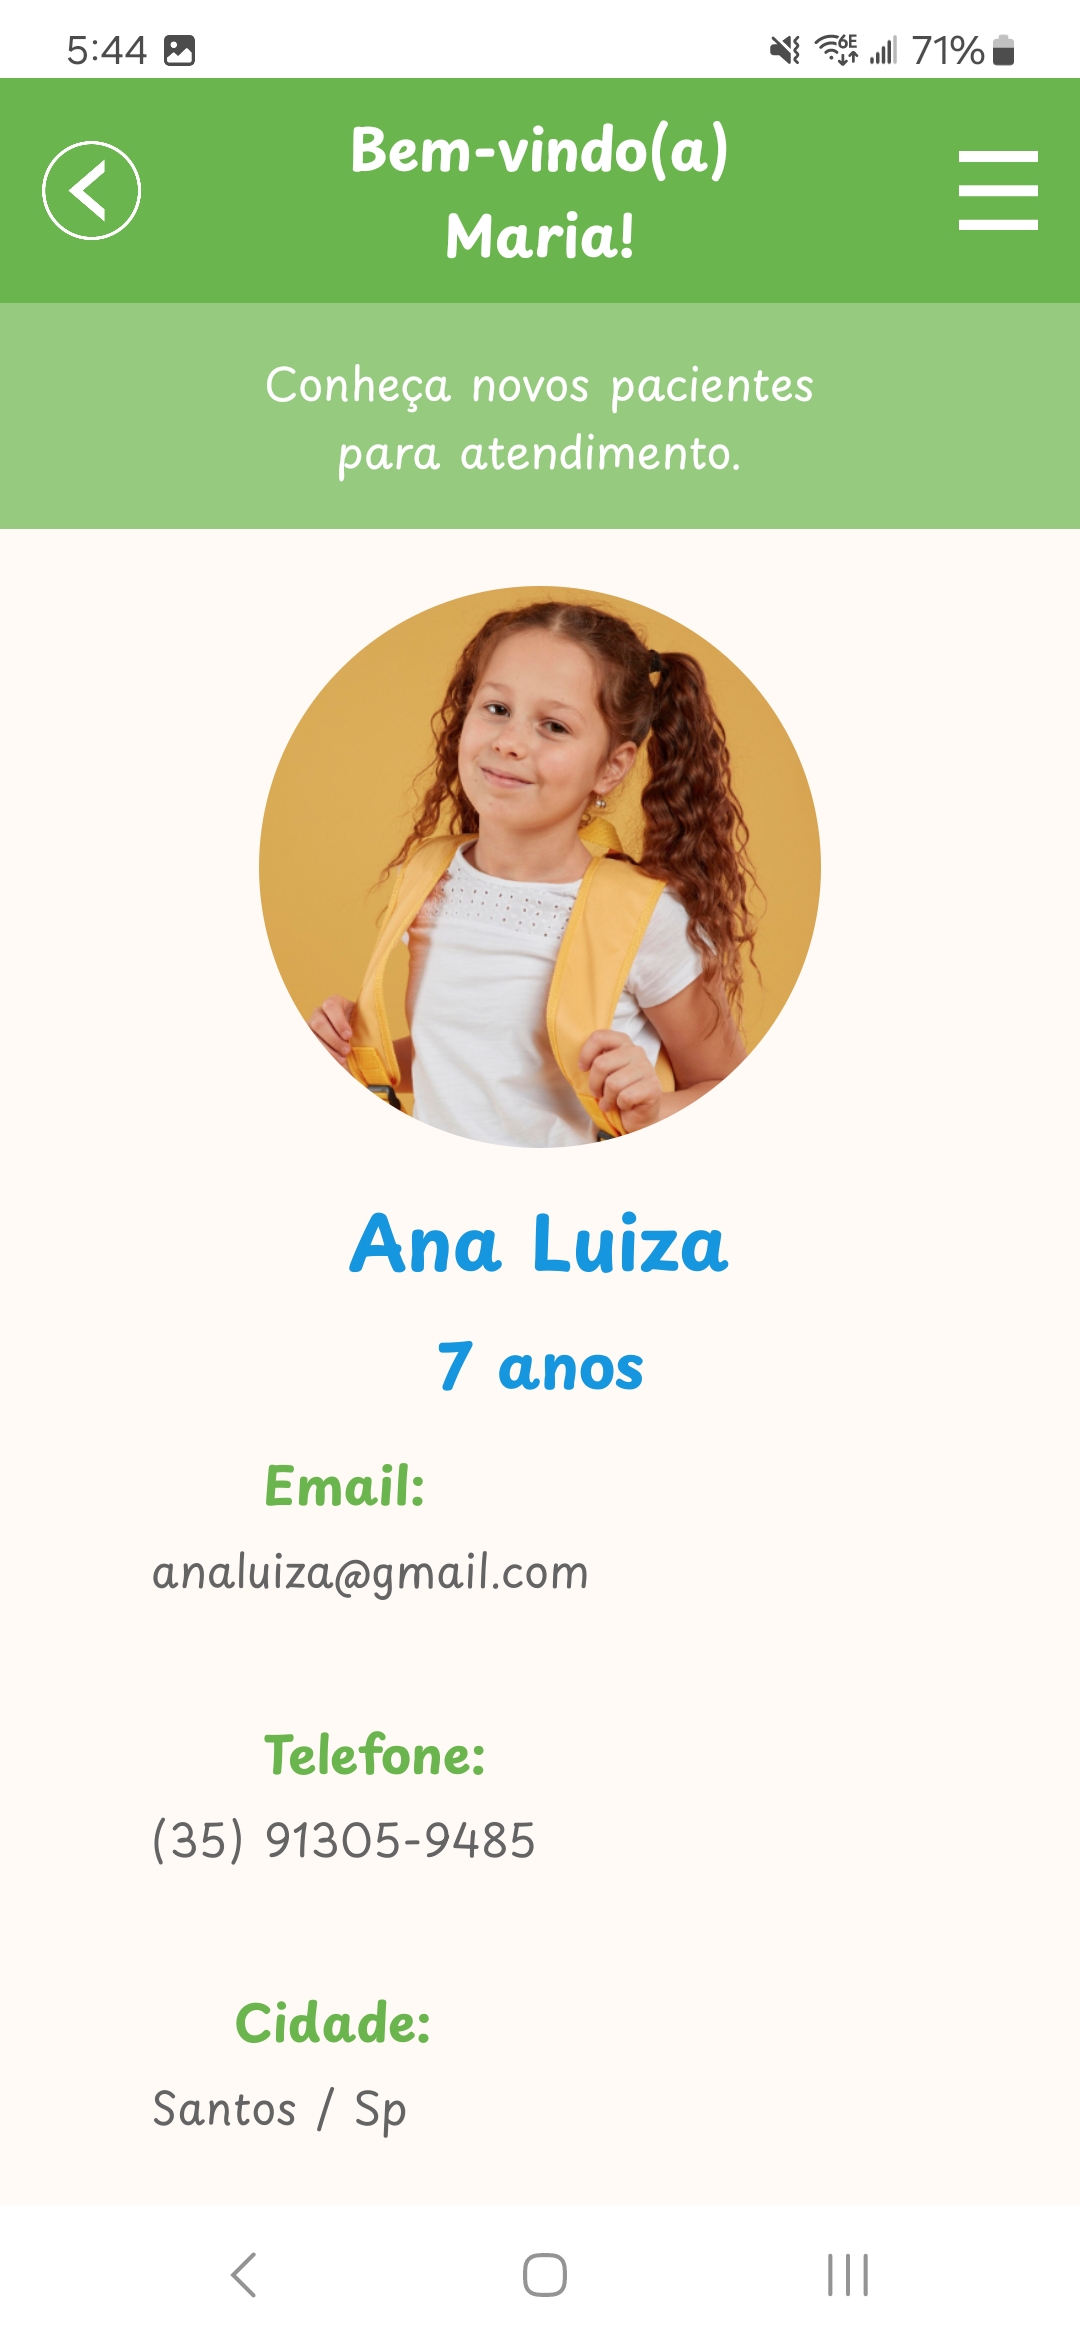 5:44
6E 71%
Bem-vindo(a)
Maria!
Conheça novos pacientes
para atendimento.
Ana Luiza
7 anos
Email:
analuiza@gmail.com
Telefone:
(35) 91305-9485
Cidade:
Santos / Sp